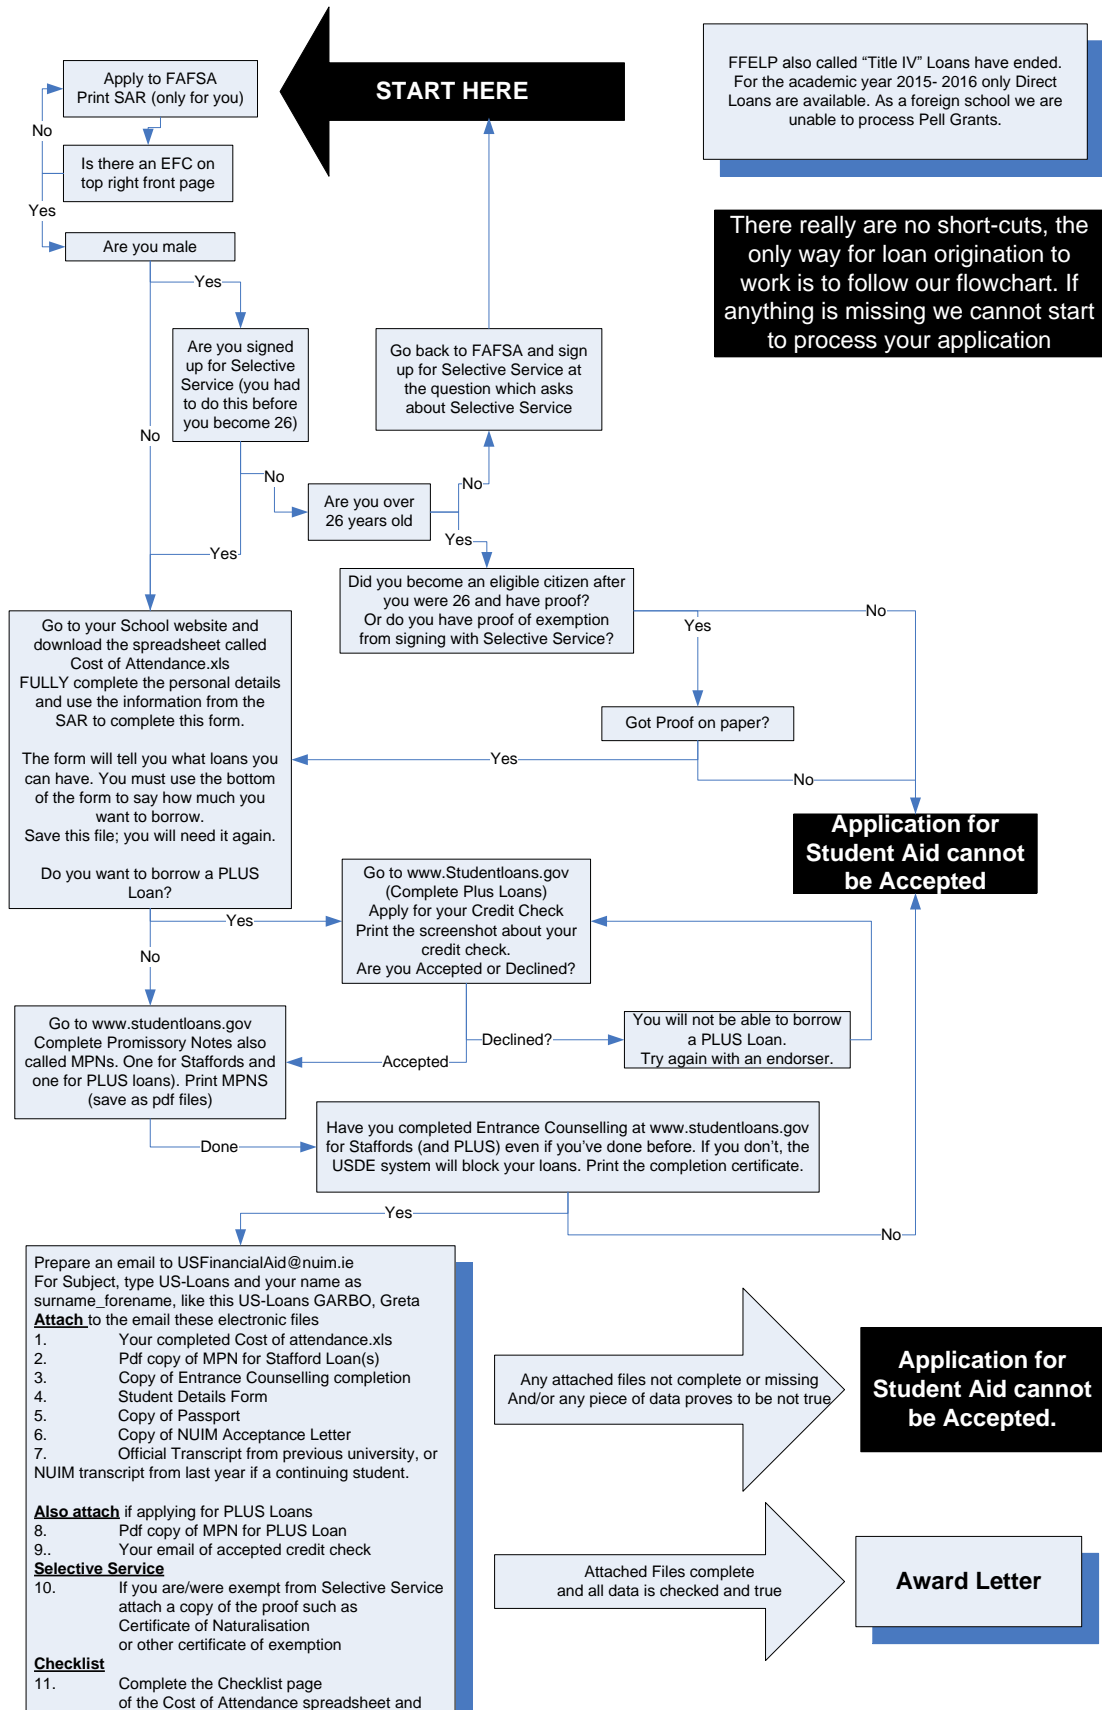 START HERE
FFELP also called “Title IV” Loans have ended.
For the academic year 2015- 2016 only Direct
Loans are available. As a foreign school we are
unable to process Pell Grants.
Apply to FAFSA
Print SAR (only for you)
No
Is there an EFC on
top right front page
Yes
Are you male
There really are no short-cuts, the
only way for loan origination to
work is to follow our flowchart. If
anything is missing we cannot start
to process your application
Yes
Are you signed
up for Selective
Service (you had
to do this before
you become 26)
Go back to FAFSA and sign
up for Selective Service at
the question which asks
about Selective Service
No
No
No
Are you over
26 years old
Yes
Yes
Did you become an eligible citizen after
you were 26 and have proof?
Or do you have proof of exemption
from signing with Selective Service?
No
Yes
Go to your School website and
download the spreadsheet called
Cost of Attendance.xls
FULLY complete the personal details
and use the information from the
SAR to complete this form.
The form will tell you what loans you
can have. You must use the bottom
of the form to say how much you
want to borrow.
Save this file; you will need it again.
Do you want to borrow a PLUS
Loan?
Got Proof on paper?
Yes
No
Application for
Student Aid cannot
be Accepted
Go to www.Studentloans.gov
(Complete Plus Loans)
Apply for your Credit Check
Print the screenshot about your
credit check.
Are you Accepted or Declined?
Yes
No
Go to www.studentloans.gov
Complete Promissory Notes also
called MPNs. One for Staffords and
one for PLUS loans). Print MPNS
(save as pdf files)
Declined?
You will not be able to borrow
a PLUS Loan.
Try again with an endorser.
Accepted
Done
Have you completed Entrance Counselling at www.studentloans.gov
for Staffords (and PLUS) even if you’ve done before. If you don’t, the
USDE system will block your loans. Print the completion certificate.
Yes
No
Prepare an email to USFinancialAid@nuim.ie
For Subject, type US-Loans and your name as
surname_forename, like this US-Loans GARBO, Greta
Attach to the email these electronic files
1. Your completed Cost of attendance.xls
2. Pdf copy of MPN for Stafford Loan(s)
3. Copy of Entrance Counselling completion
4. Student Details Form
5. Copy of Passport
6. Copy of NUIM Acceptance Letter
7. Official Transcript from previous university, or
NUIM transcript from last year if a continuing student.
Also attach if applying for PLUS Loans
8. Pdf copy of MPN for PLUS Loan
9.. Your email of accepted credit check
Selective Service
10. If you are/were exempt from Selective Service
attach a copy of the proof such as
Certificate of Naturalisation
or other certificate of exemption
Checklist
11. Complete the Checklist page
of the Cost of Attendance spreadsheet and
Any attached files not complete or missing
And/or any piece of data proves to be not true
Application for
Student Aid cannot
be Accepted.
Attached Files complete
and all data is checked and true
Award Letter